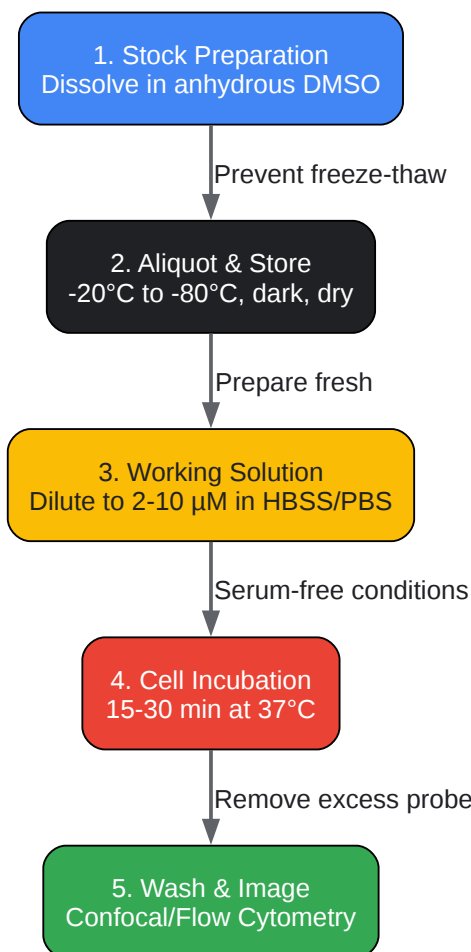 1. Stock Preparation
Dissolve in anhydrous DMSO
Prevent freeze-thaw
2. Aliquot & Store
-20°C to -80°C, dark, dry
Prepare fresh
3. Working Solution
Dilute to 2-10 µM in HBSS/PBS
Serum-free conditions
4. Cell Incubation
15-30 min at 37°C
Remove excess probe
5. Wash & Image
Confocal/Flow Cytometry